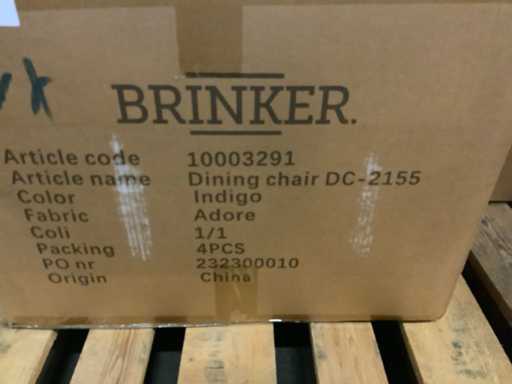 BRINKER.
Article code 10003291
Article name Dining chair DC-2155
Color Indigo
Fabric Adore
Coli 1/1
Packing 4PCS
PO nr 232300010
Origin China